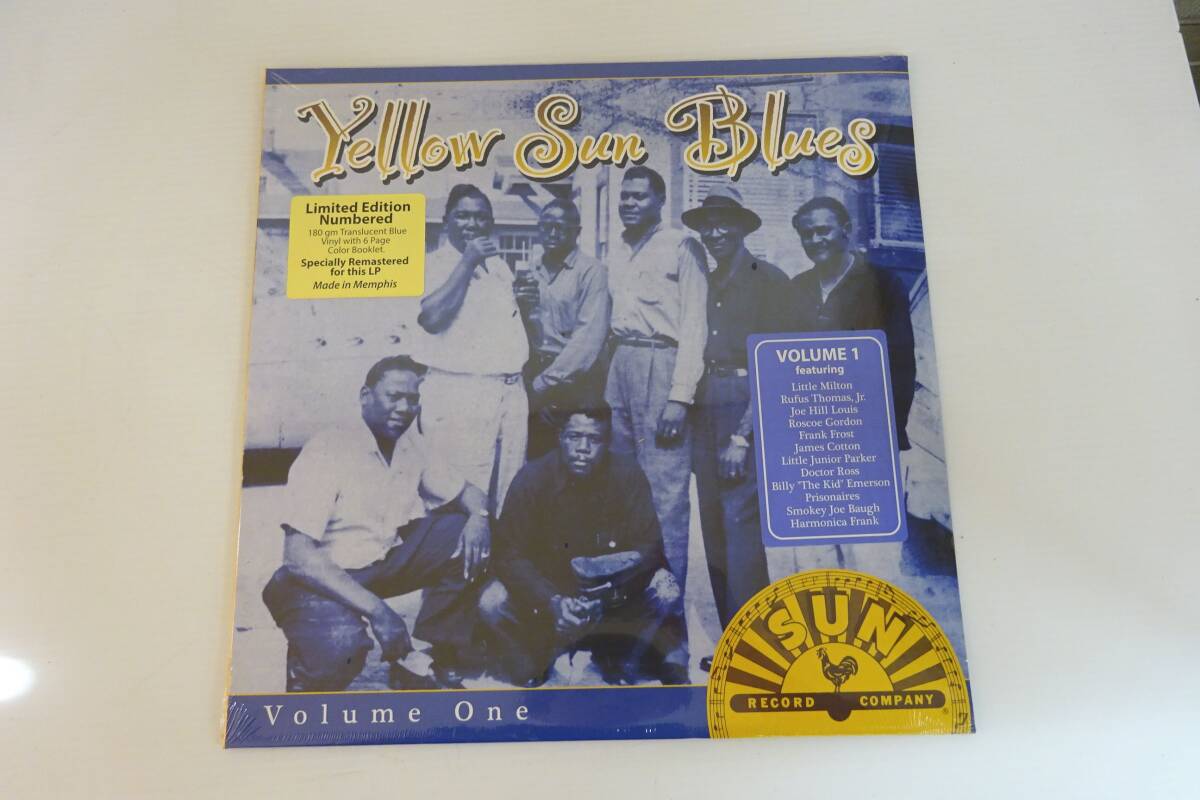 Yellow Sun Blues
Limited Edition
Numbered
180 gm Translucent Blue
Vinyl with 6 Page
Color Booklet.
Specially Remastered
for this LP
Made in Memphis
VOLUME 1
featuring
Little Milton
Rufus Thomas, Jr.
Joe Hill Louis
Roscoe Gordon
Frank Frost
James Cotton
Little Junior Parker
Doctor Ross
Billy "The Kid" Emerson
Prisonaires
Smokey Joe Baugh
Harmonica Frank
SUN
RECORD COMPANY
®
Volume One